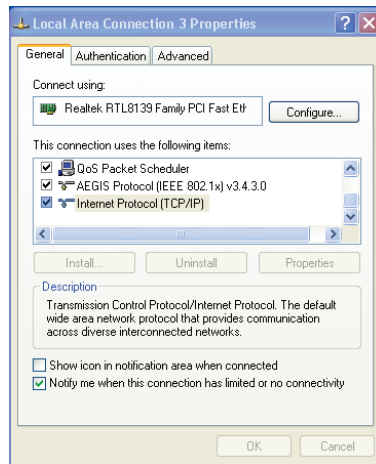 Local Area Connection 3 Properties
General Authentication Advanced
Connect using:
Realtek RTL8139 Family PCI Fast Eth
Configure...
This connection uses the following items:
QoS Packet Scheduler
AEGIS Protocol (IEEE 802.1x) v3.4.3.0
Internet Protocol (TCP/IP)
Install... Uninstall Properties
Description
Transmission Control Protocol/Internet Protocol. The default
wide area network protocol that provides communication
across diverse interconnected networks.
Show icon in notification area when connected
Notify me when this connection has limited or no connectivity
OK Cancel